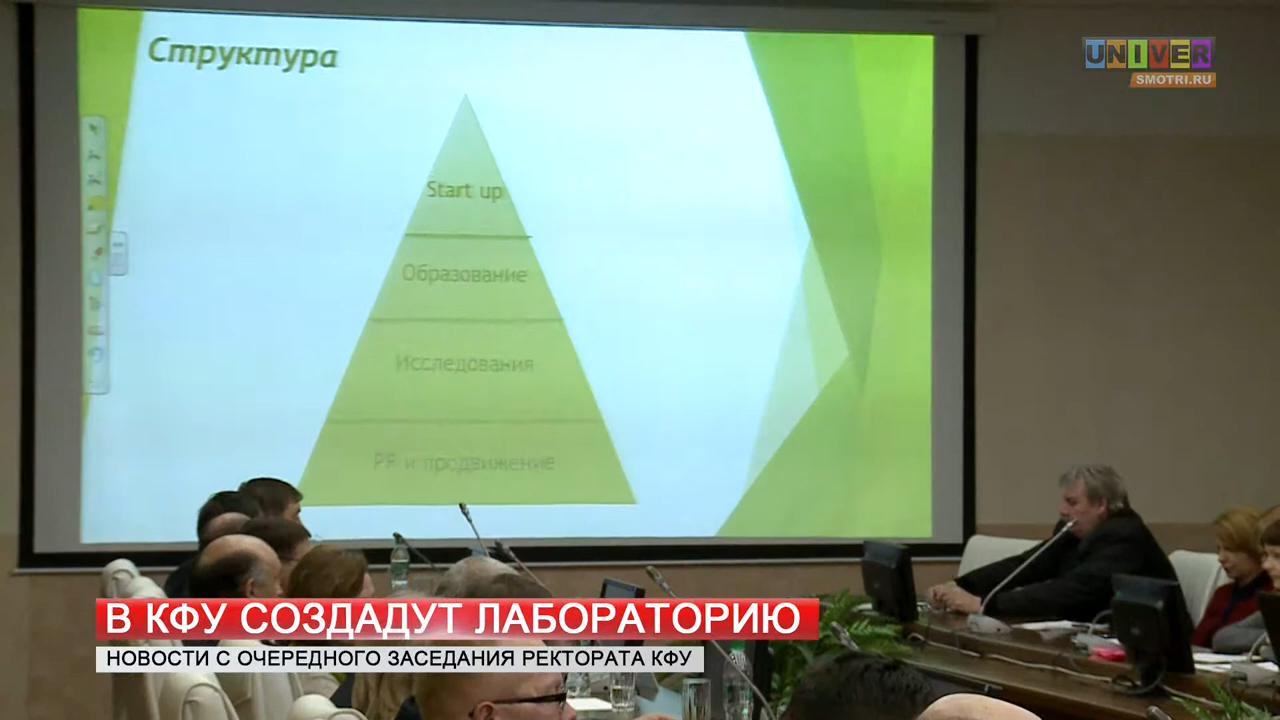 Структура
UNIVER
SMOTRI.RU
Start up
Образование
Исследования
PR и продвижение
В КФУ СОЗДАДУТ ЛАБОРАТОРИЮ
НОВОСТИ С ОЧЕРЕДНОГО ЗАСЕДАНИЯ РЕКТОРАТА КФУ